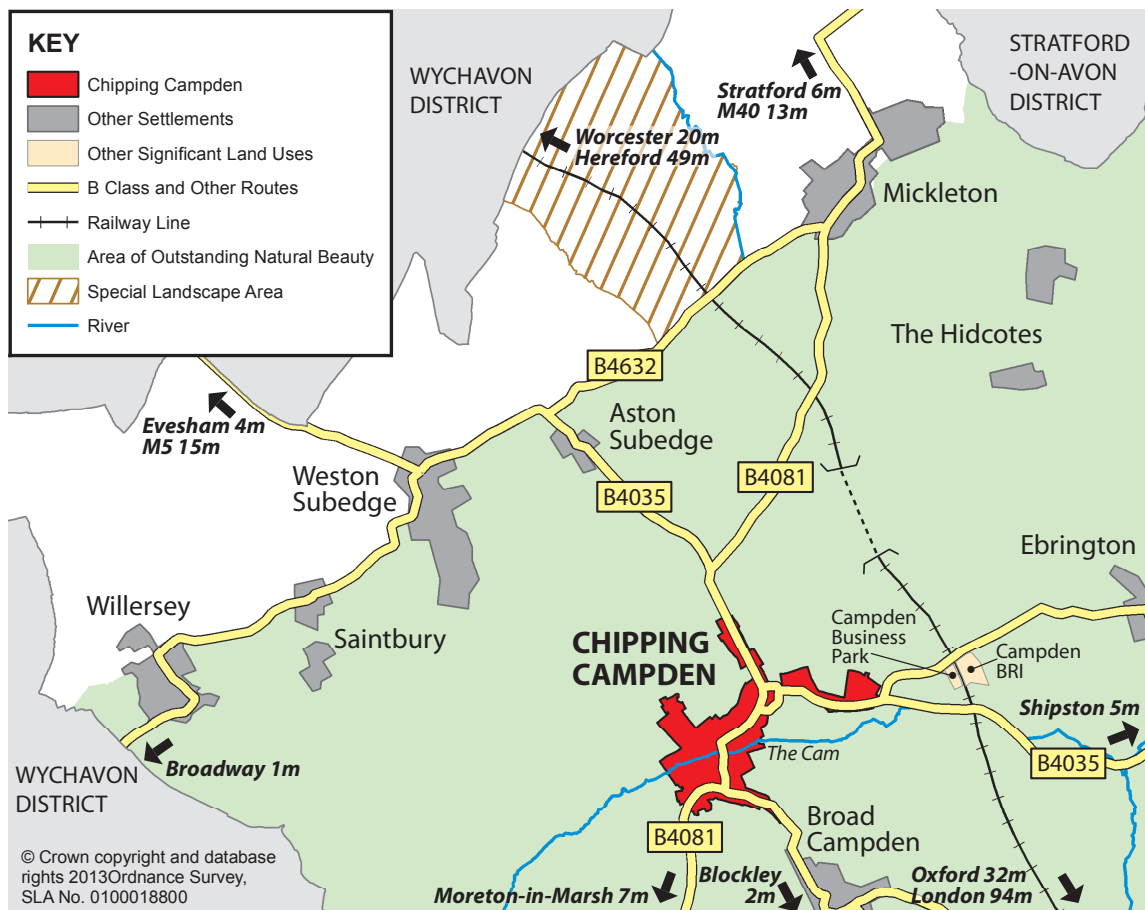 KEY
Chipping Campden
Other Settlements
Other Significant Land Uses
B Class and Other Routes
Railway Line
Area of Outstanding Natural Beauty
Special Landscape Area
River
WYCHAVON
DISTRICT
STRATFORD
-ON-AVON
DISTRICT
Stratford 6m
M40 13m
Worcester 20m
Hereford 49m
Mickleton
The Hidcotes
B4632
Evesham 4m
M5 15m
Aston
Subedge
Weston
Subedge
B4081
B4035
Ebrington
Willersey
Saintbury
CHIPPING
CAMPDEN
Campden
Business
Park
Campden
BRI
Shipston 5m
The Cam
B4035
Broadway 1m
WYCHAVON
DISTRICT
Broad
Campden
B4081
© Crown copyright and database
rights 2013Ordnance Survey,
SLA No. 0100018800
Moreton-in-Marsh 7m
Blockley
2m
Oxford 32m
London 94m